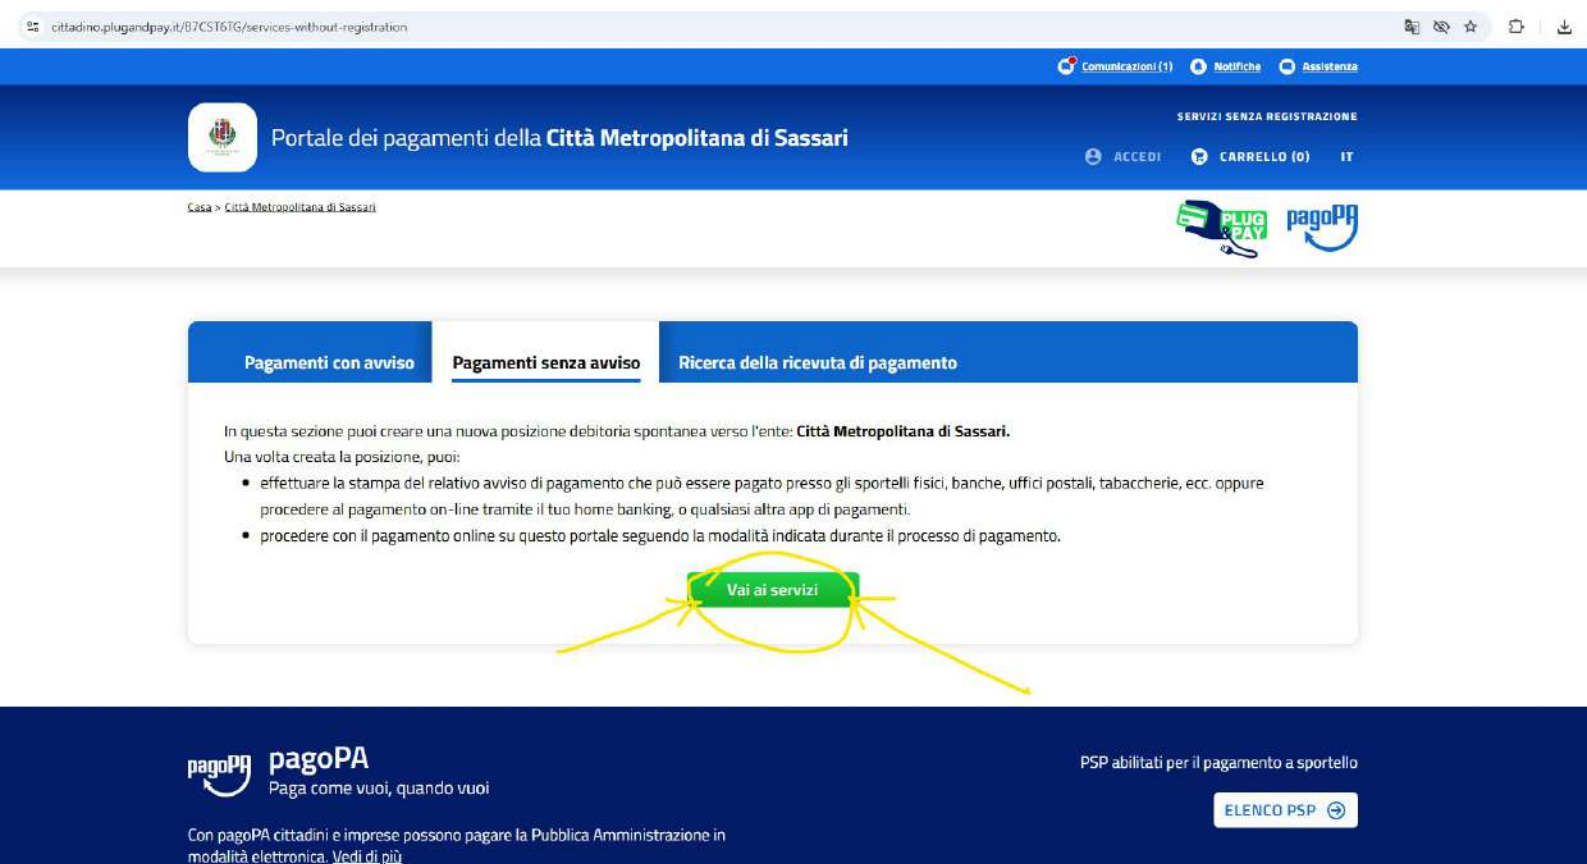 cittadino.plugandpay.it/B7CST6TG/services-without-registration
Comunicazioni (1) Notifiche Assistenza
SERVIZI SENZA REGISTRAZIONE
Portale dei pagamenti della Città Metropolitana di Sassari
ACCEDI CARRELLO (0) IT
Casa > Città Metropolitana di Sassari
PLUG
&PAY
pagoPA
Pagamenti con avviso Pagamenti senza avviso Ricerca della ricevuta di pagamento
In questa sezione puoi creare una nuova posizione debitoria spontanea verso l'ente: Città Metropolitana di Sassari.
Una volta creata la posizione, puoi:
• effettuare la stampa del relativo avviso di pagamento che può essere pagato presso gli sportelli fisici, banche, uffici postali, tabaccherie, ecc. oppure
procedere al pagamento on-line tramite il tuo home banking, o qualsiasi altra app di pagamenti.
• procedere con il pagamento online su questo portale seguendo la modalità indicata durante il processo di pagamento.
Vai ai servizi
pagoPA pagoPA
Paga come vuoi, quando vuoi
PSP abilitati per il pagamento a sportello
ELENCO PSP
Con pagoPA cittadini e imprese possono pagare la Pubblica Amministrazione in
modalità elettronica. Vedi di più